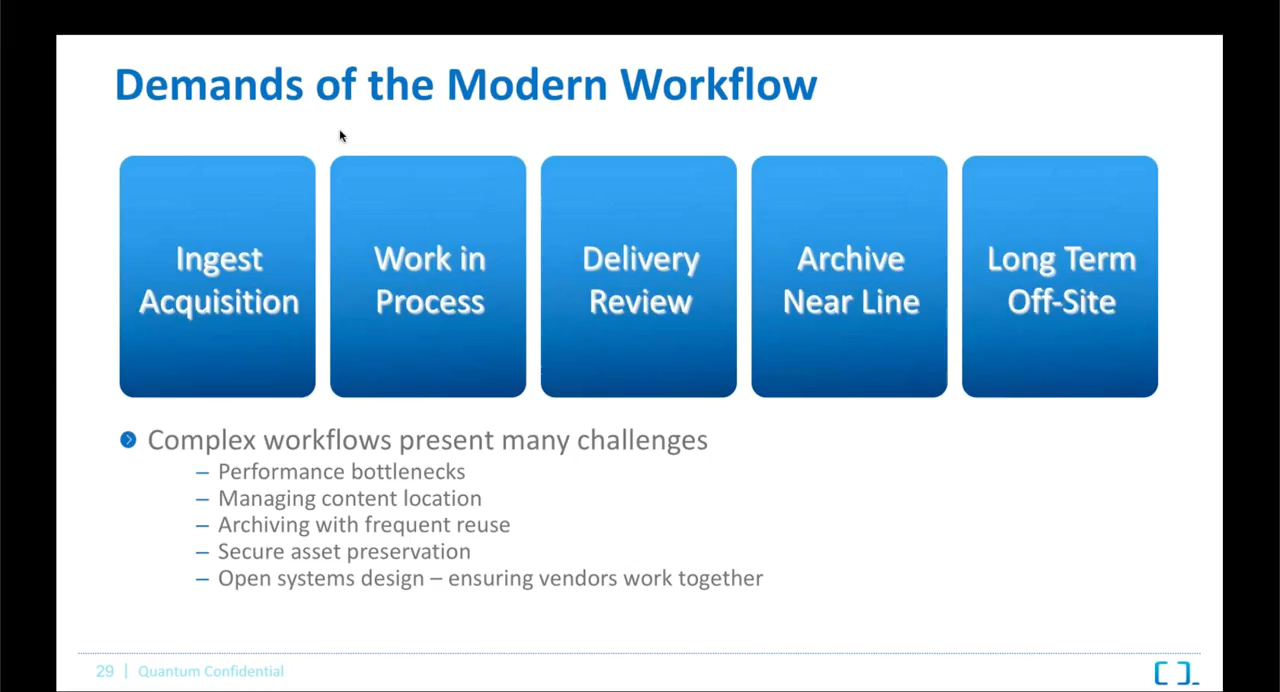 Demands of the Modern Workflow
Ingest
Acquisition
Work in
Process
Delivery
Review
Archive
Near Line
Long Term
Off-Site
Complex workflows present many challenges
– Performance bottlenecks
– Managing content location
– Archiving with frequent reuse
– Secure asset preservation
– Open systems design – ensuring vendors work together
29 | Quantum Confidential